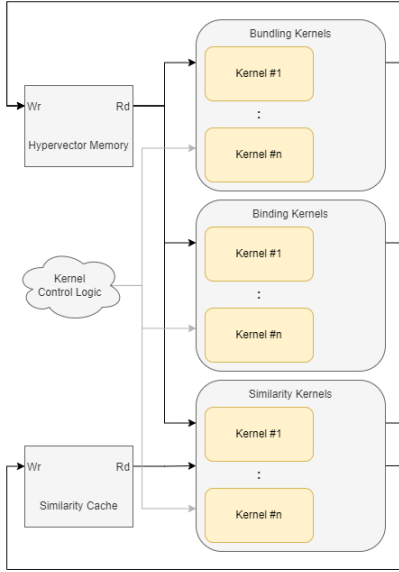 Bundling Kernels
Kernel #1
:
Kernel #n
Wr Rd
Hypervector Memory
Binding Kernels
Kernel #1
:
Kernel #n
Kernel
Control Logic
Similarity Kernels
Kernel #1
:
Kernel #n
Wr Rd
Similarity Cache